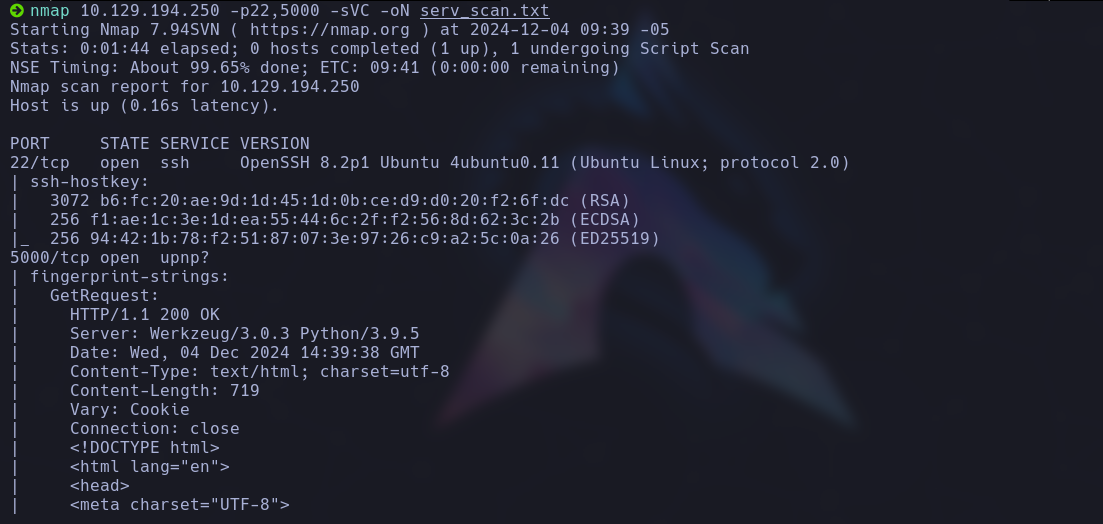 nmap 10.129.194.250 -p22,5000 -sVC -oN serv_scan.txt
Starting Nmap 7.94SVN ( https://nmap.org ) at 2024-12-04 09:39 -05
Stats: 0:01:44 elapsed; 0 hosts completed (1 up), 1 undergoing Script Scan
NSE Timing: About 99.65% done; ETC: 09:41 (0:00:00 remaining)
Nmap scan report for 10.129.194.250
Host is up (0.16s latency).

PORT     STATE SERVICE VERSION
22/tcp   open  ssh     OpenSSH 8.2p1 Ubuntu 4ubuntu0.11 (Ubuntu Linux; protocol 2.0)
| ssh-hostkey:
|   3072 b6:fc:20:ae:9d:1d:45:1d:0b:ce:d9:d0:20:f2:6f:dc (RSA)
|   256 f1:ae:1c:3e:1d:ea:55:44:6c:2f:f2:56:8d:62:3c:2b (ECDSA)
|_  256 94:42:1b:78:f2:51:87:07:3e:97:26:c9:a2:5c:0a:26 (ED25519)
5000/tcp open  upnp?
| fingerprint-strings:
|   GetRequest:
|     HTTP/1.1 200 OK
|     Server: Werkzeug/3.0.3 Python/3.9.5
|     Date: Wed, 04 Dec 2024 14:39:38 GMT
|     Content-Type: text/html; charset=utf-8
|     Content-Length: 719
|     Vary: Cookie
|     Connection: close
|     <!DOCTYPE html>
|     <html lang="en">
|     <head>
|     <meta charset="UTF-8">